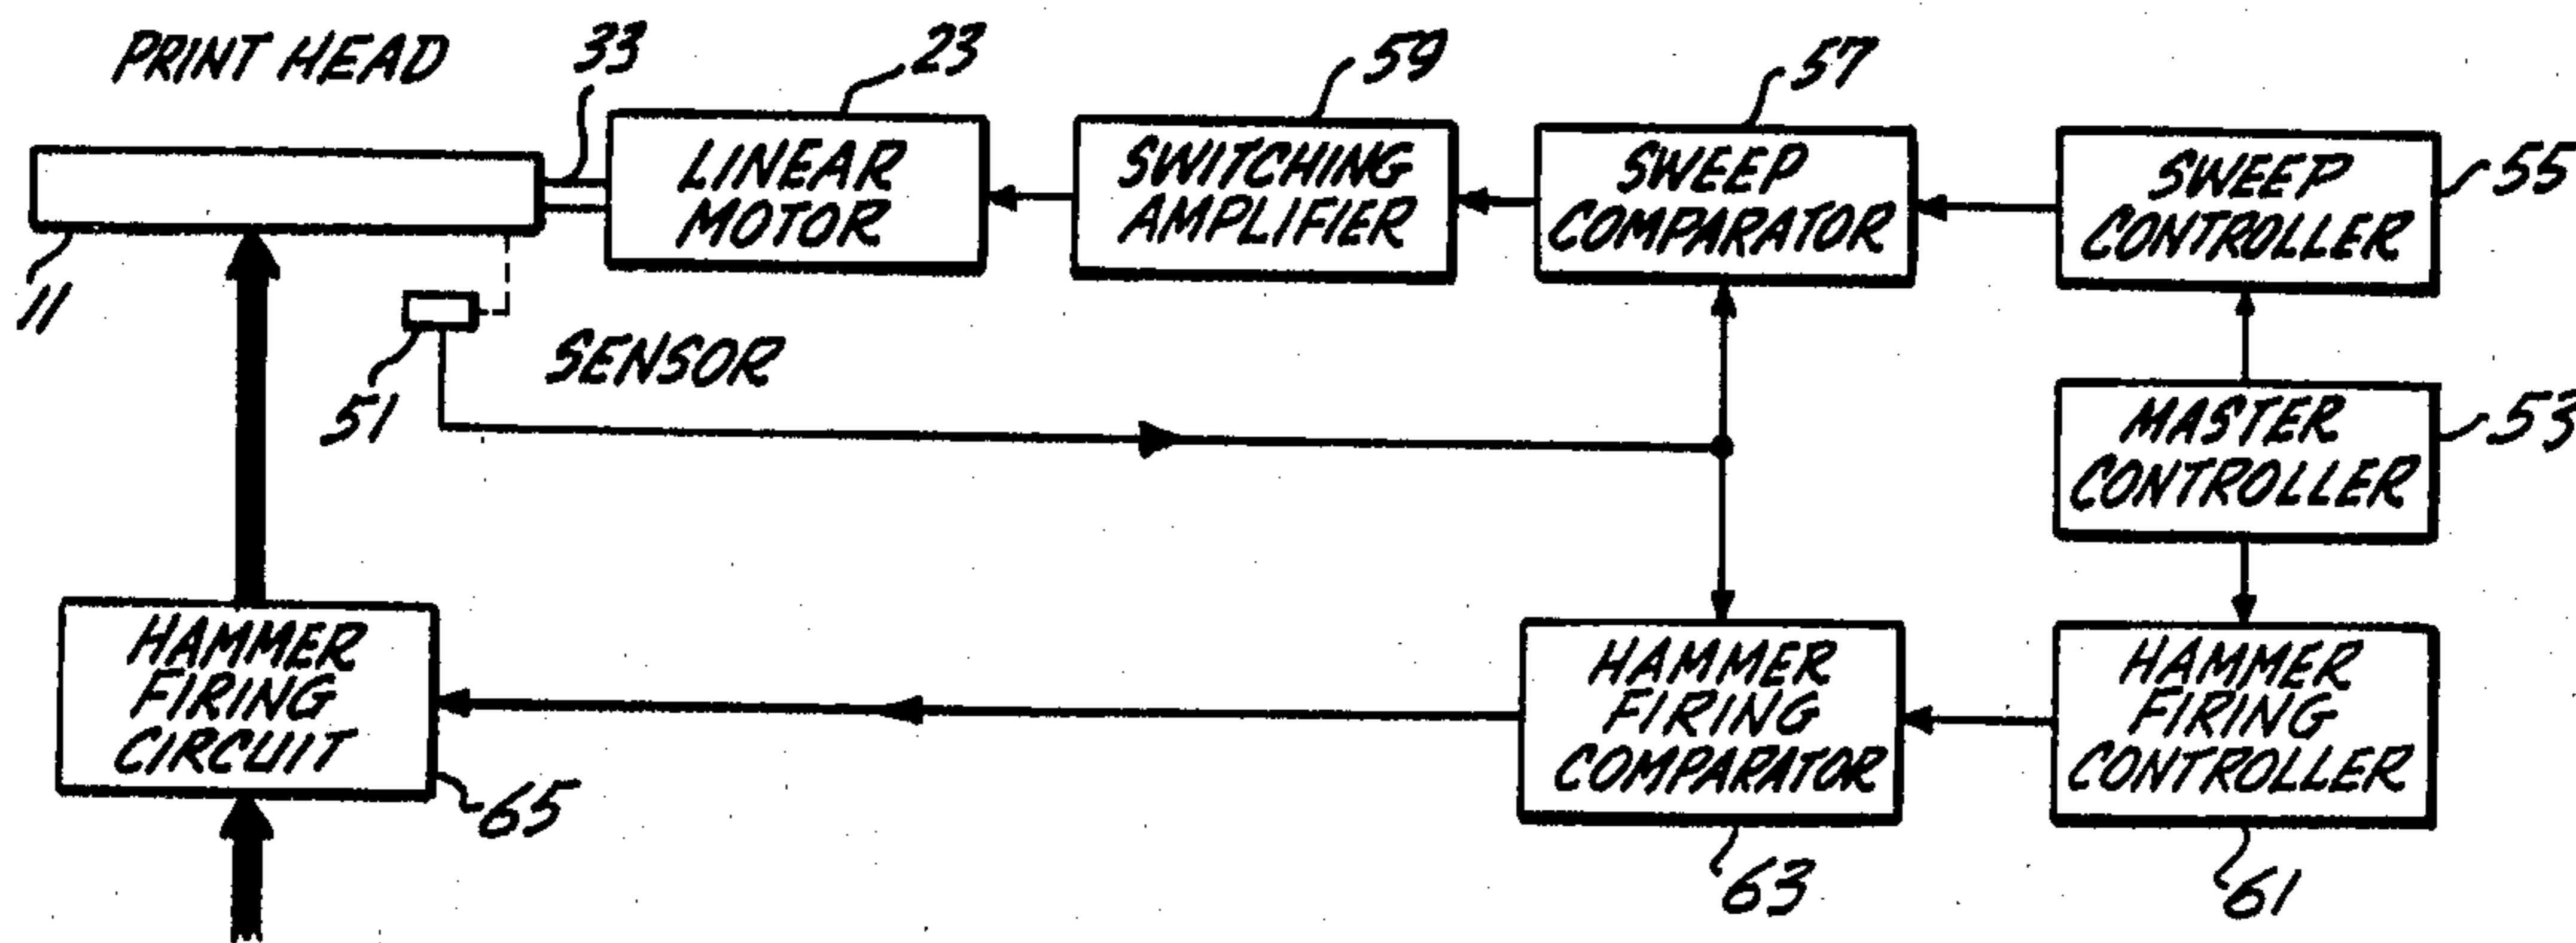 PRINT HEAD
33
23
59
57
LINEAR
MOTOR
SWITCHING
AMPLIFIER
SWEEP
COMPARATOR
SWEEP
CONTROLLER
55
11
51
SENSOR
MASTER
CONTROLLER
53
HAMMER
FIRING
CIRCUIT
65
HAMMER
FIRING
COMPARATOR
63
HAMMER
FIRING
CONTROLLER
61